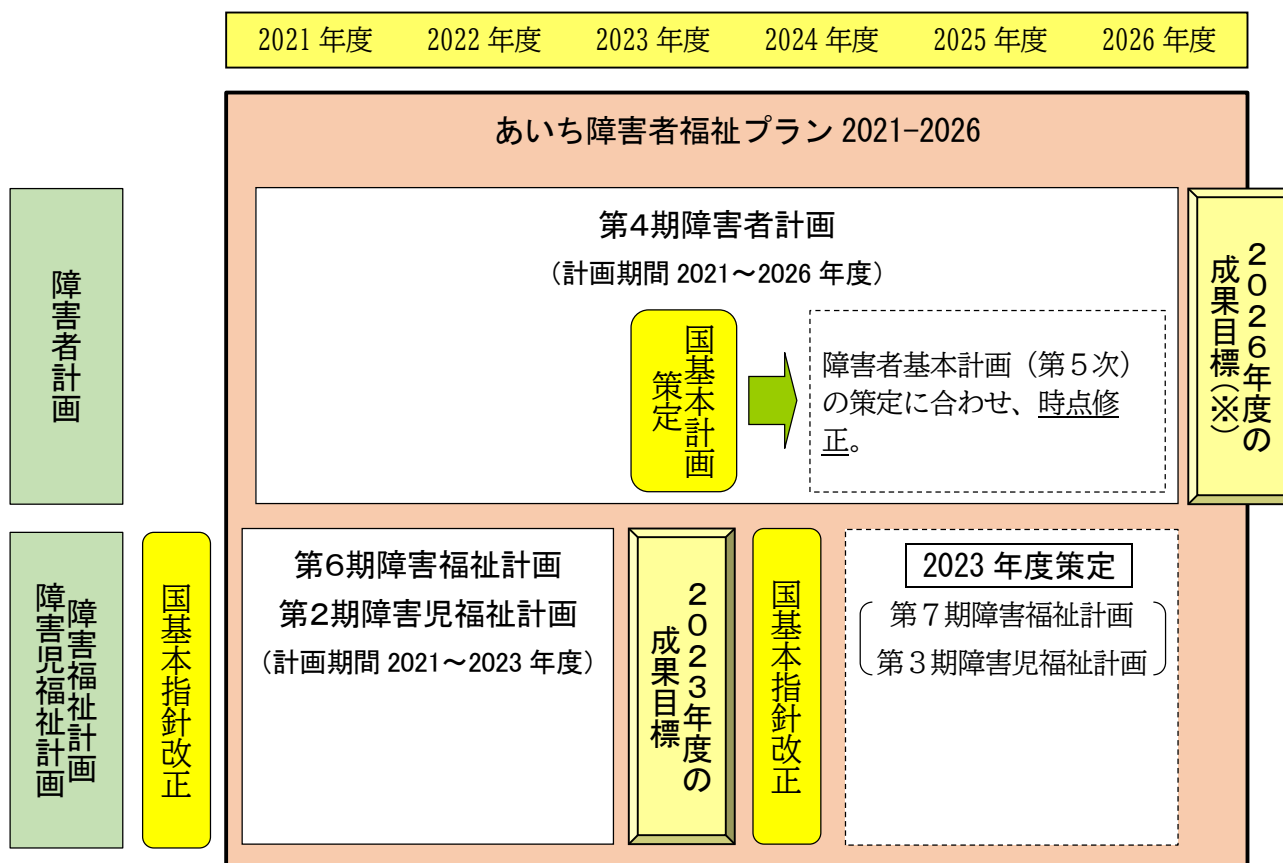 2021 年度 2022 年度 2023 年度 2024 年度 2025 年度 2026 年度
あいち障害者福祉プラン 2021-2026
障害者計画
第4期障害者計画
(計画期間 2021~2026 年度)
国基本計画
策定
障害者基本計画(第5次)
の策定に合わせ、時点修
正。
2026年度の
成果目標(※)
障害福祉計画
障害児福祉計画
国基本指針改正
第6期障害福祉計画
第2期障害児福祉計画
(計画期間 2021~2023 年度)
2023年度の
成果目標
国基本指針改正
2023 年度策定
第7期障害福祉計画
第3期障害児福祉計画